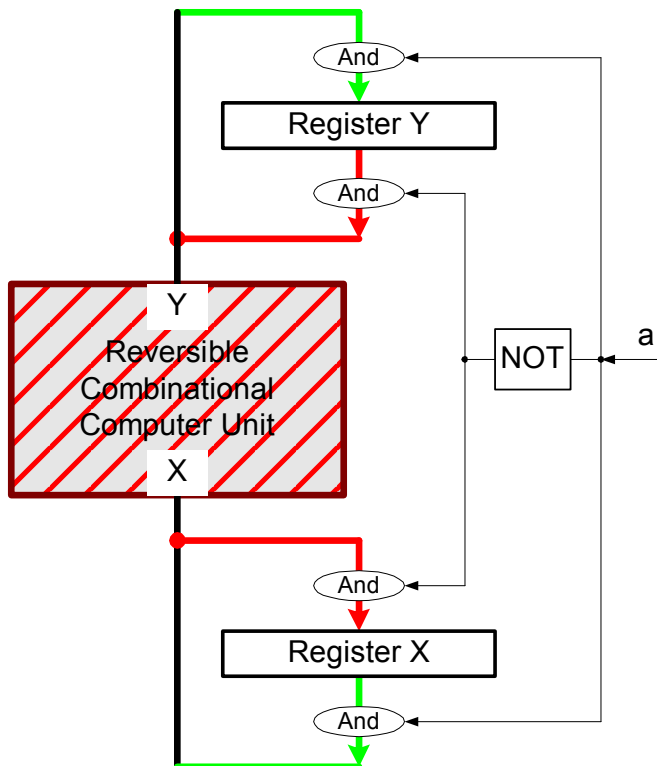 And
Register Y
And
Y
Reversible
Combinational
Computer Unit
X
NOT
a
And
Register X
And